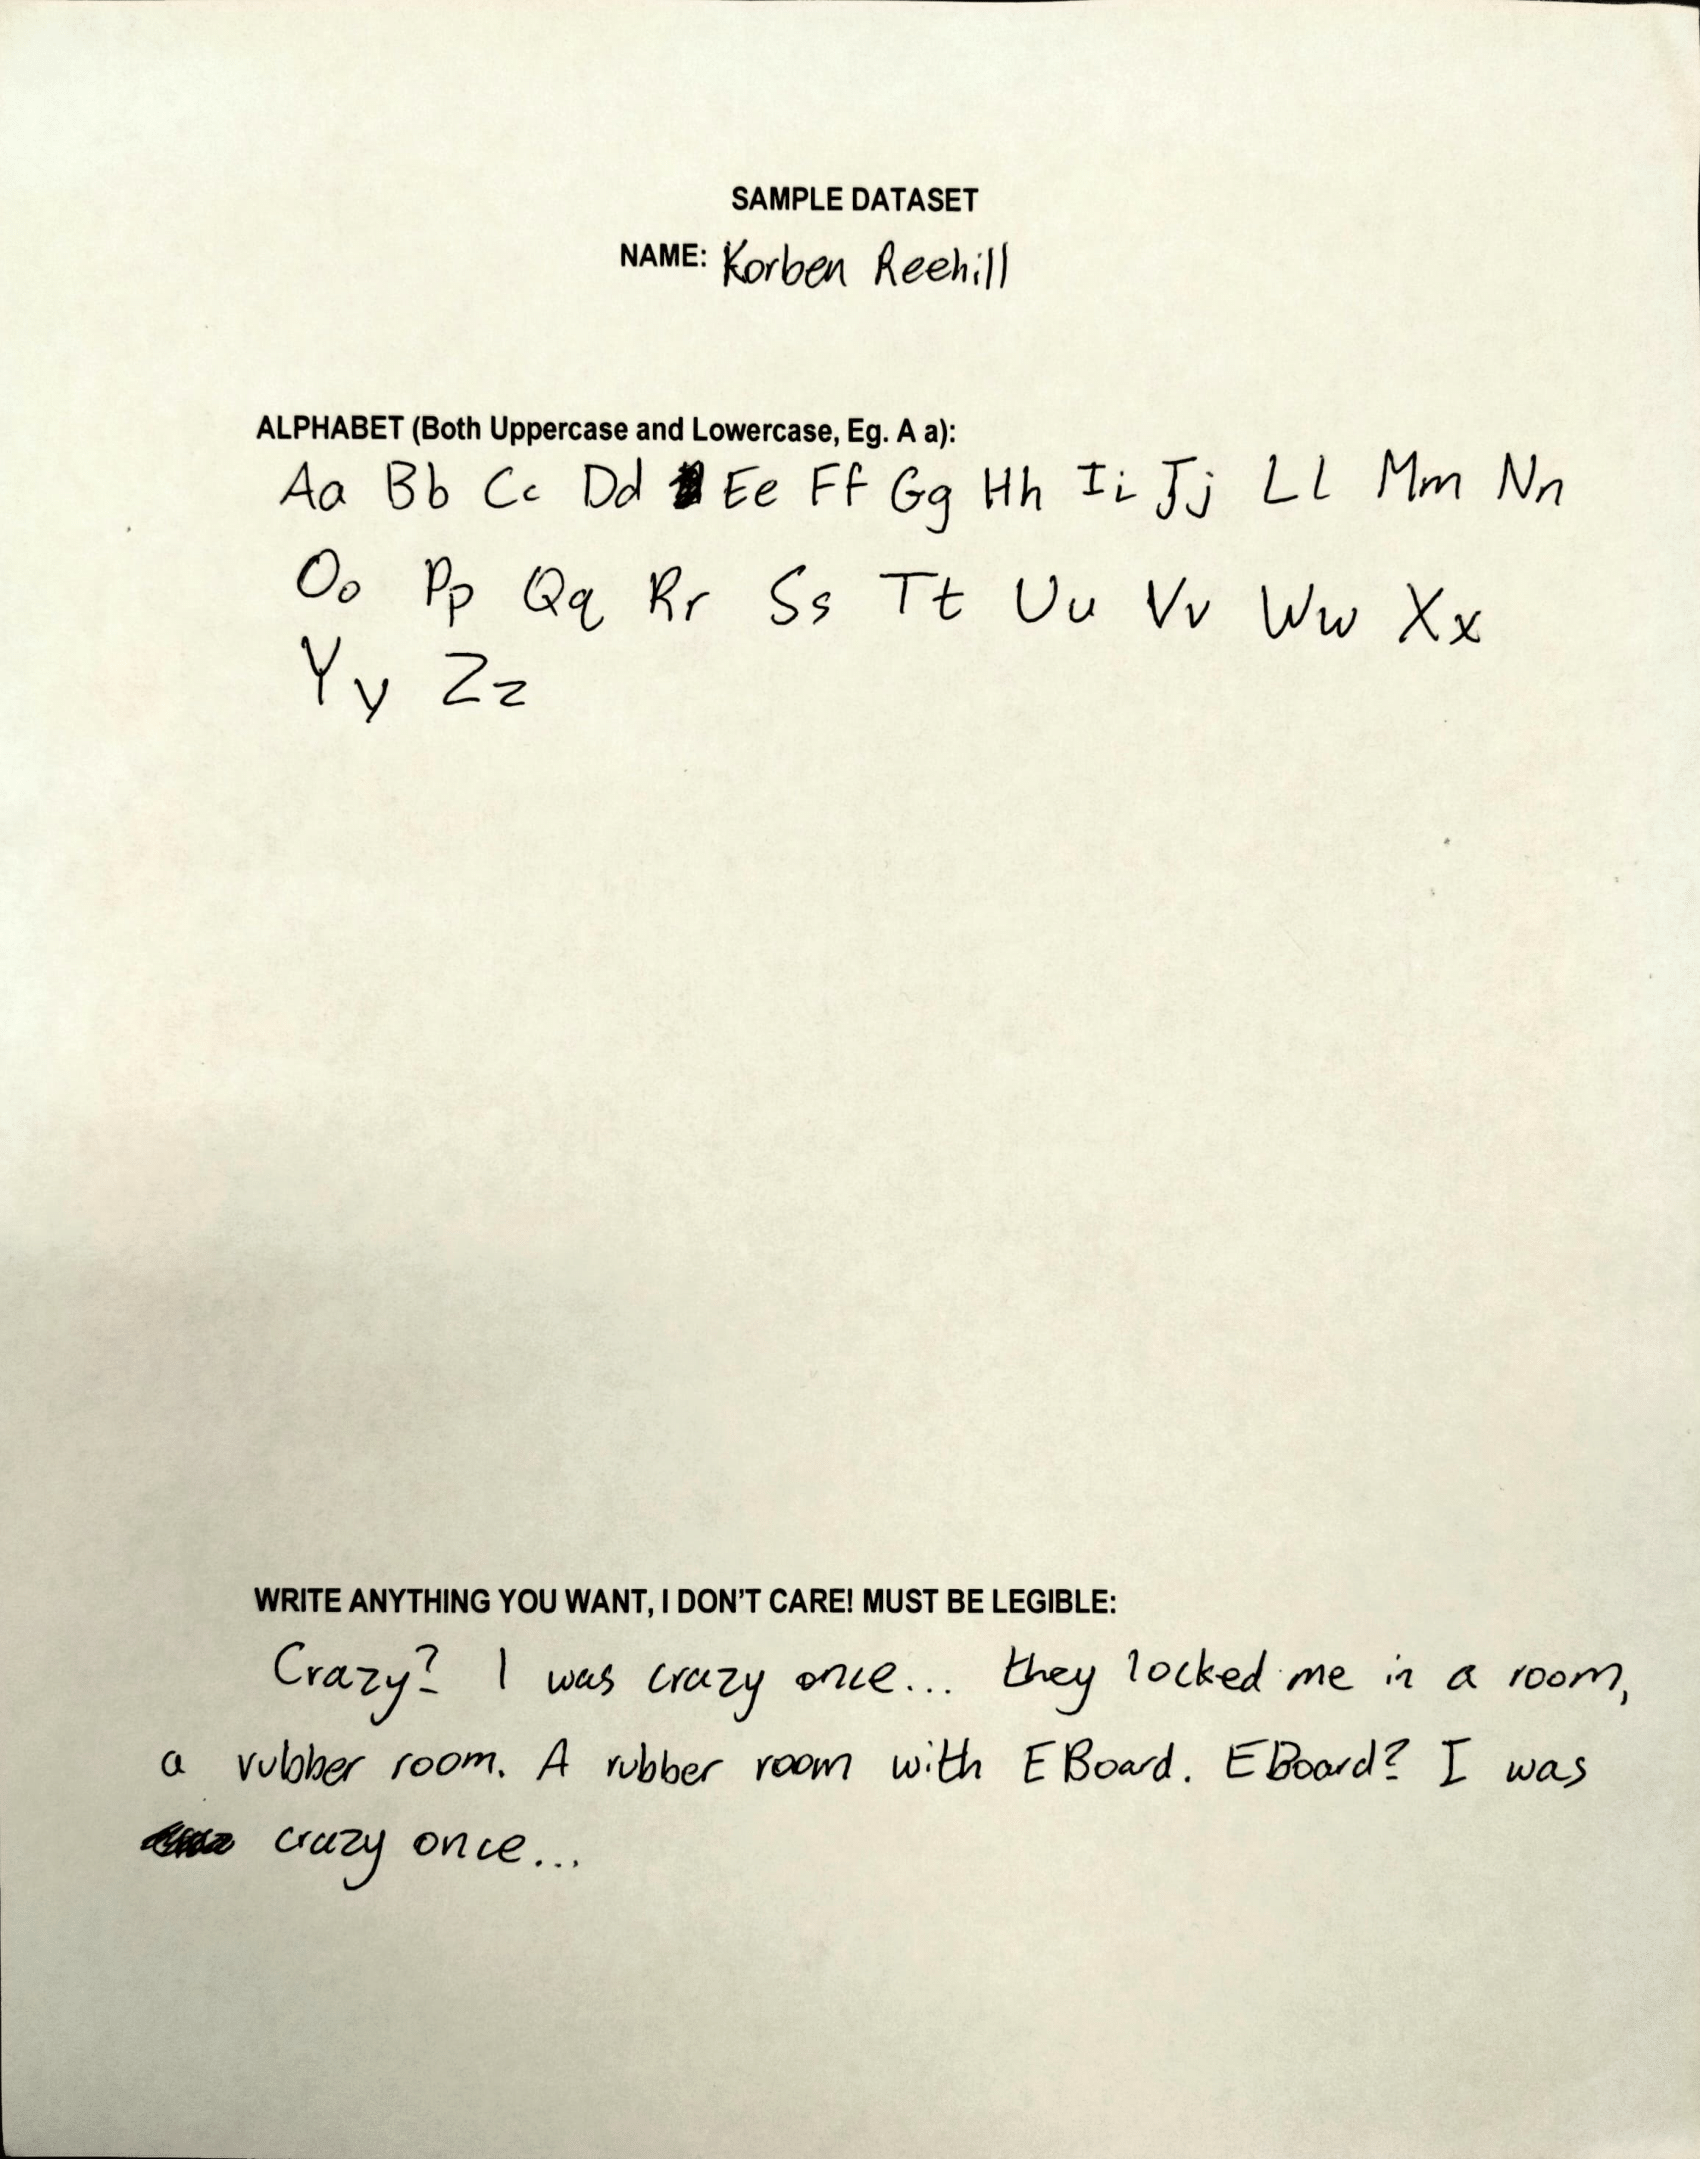 SAMPLE DATASET
NAME: Korben Reehill
ALPHABET (Both Uppercase and Lowercase, Eg. A a):
Aa Bb Cc Dd Ee Ff Gg Hh Ii Jj Ll Mm Nn
Oo Pp Qq Rr Ss Tt Uu Vv Ww Xx
Yy Zz
WRITE ANYTHING YOU WANT, I DON'T CARE! MUST BE LEGIBLE:
Crazy? I was crazy once... they locked me in a room,
a rubber room. A rubber room with EBoard. EBoard? I was
crazy once...